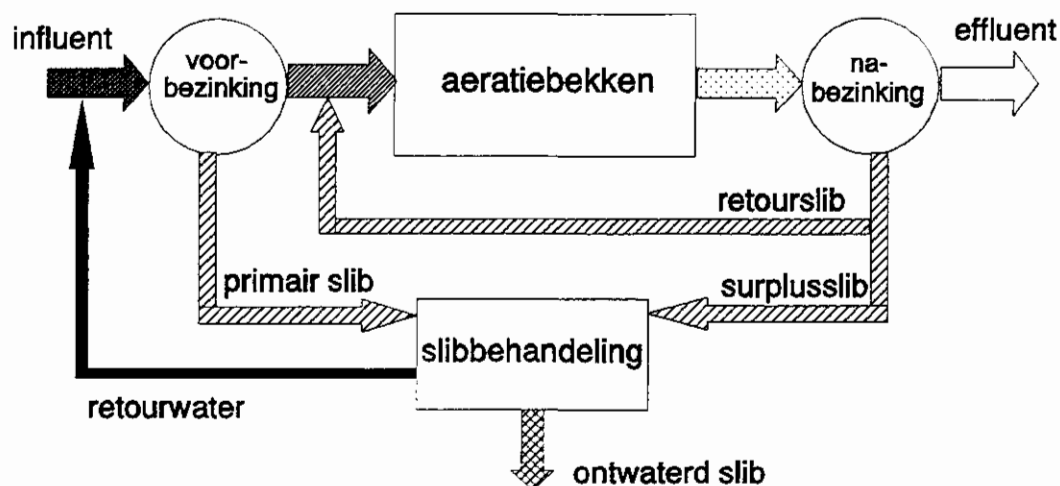 influent
voor-
bezinking
aeratiebekken
na-
bezinking
effluent
retourslib
primair slib
surplusslib
slibbehandeling
retourwater
ontwaterd slib